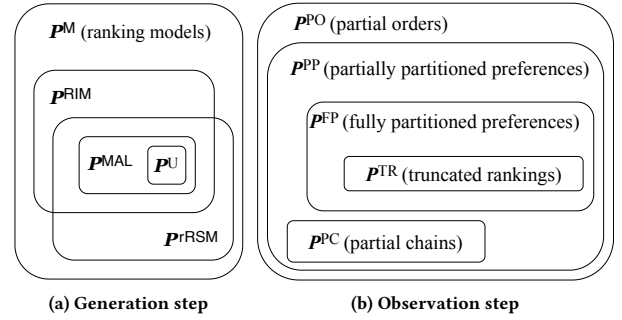 P^M (ranking models)
P^RIM
P^MAL
P^U
P^rRSM
(a) Generation step
P^PO (partial orders)
P^PP (partially partitioned preferences)
P^FP (fully partitioned preferences)
P^TR (truncated rankings)
P^PC (partial chains)
(b) Observation step